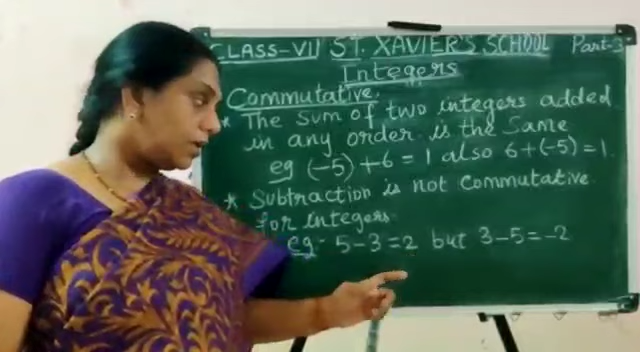 CLASS-VII ST. XAVIER'S SCHOOL Part-3
Integers
Commutative.
* The sum of two integers added
in any order is the same
eg (-5)+6=1 also 6+(-5)=1.
* Subtraction is not commutative
for integers
eg:- 5-3=2 but 3-5=-2